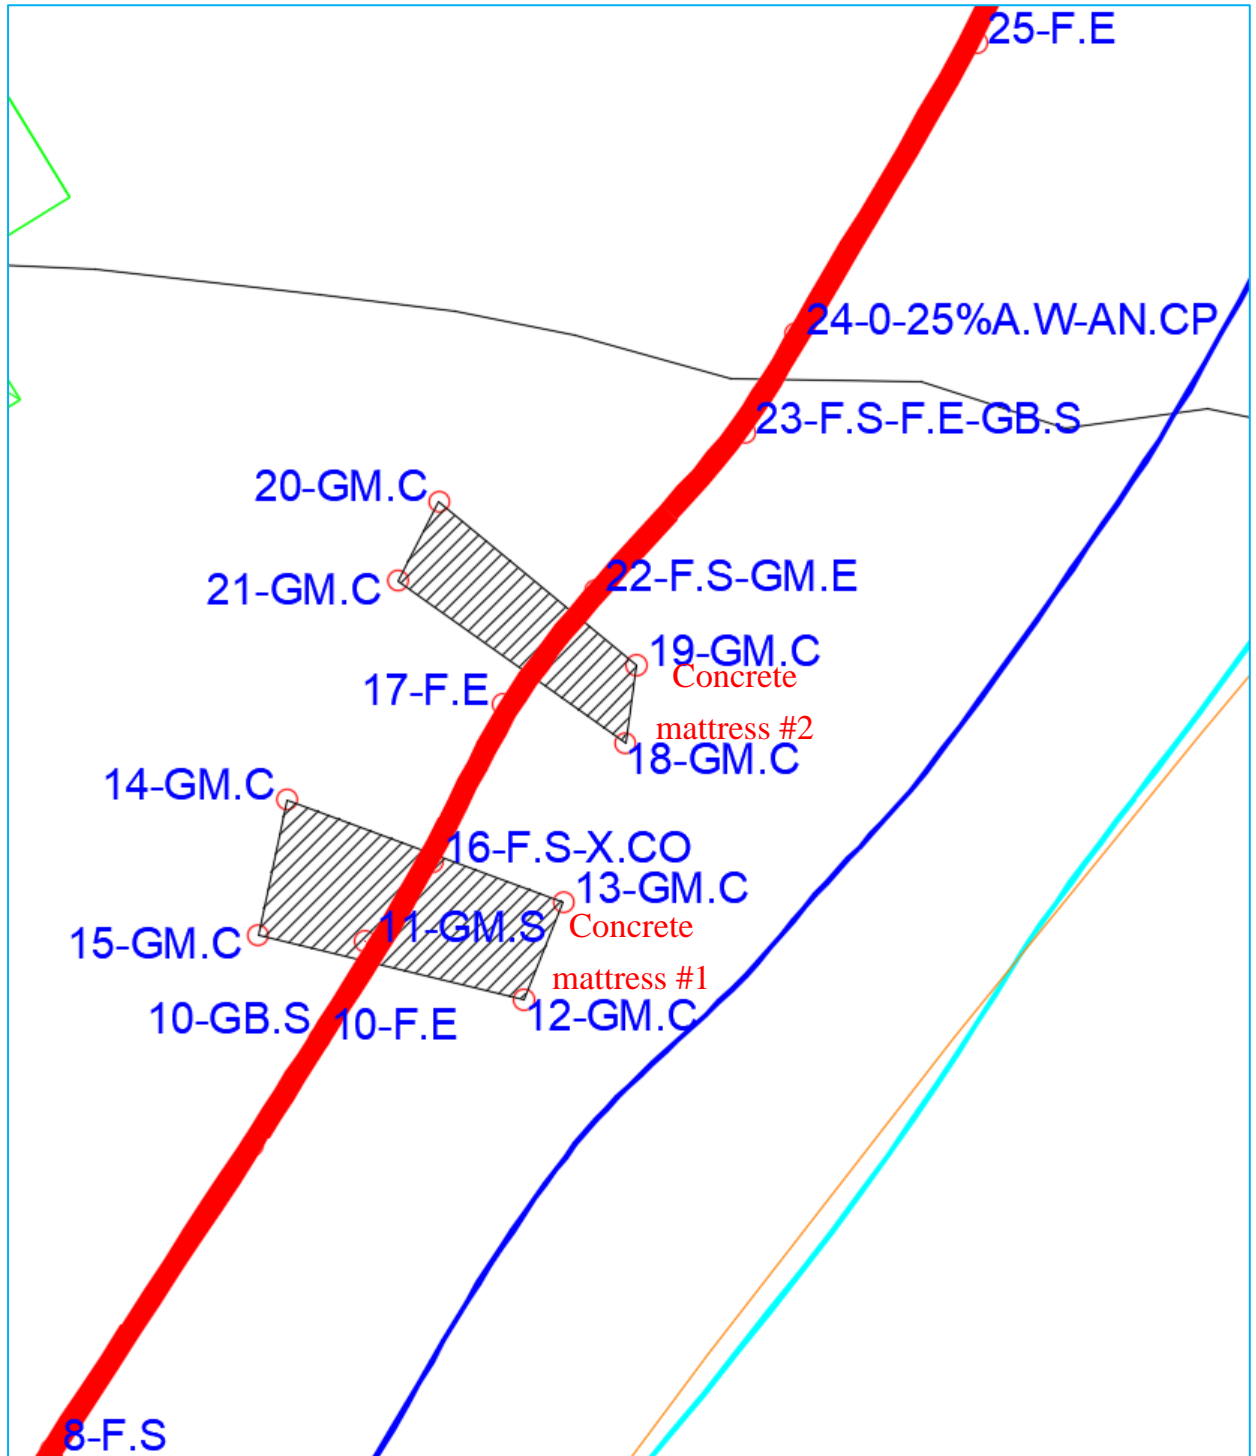 25-F.E
24-0-25%A.W-AN.CP
23-F.S-F.E-GB.S
20-GM.C
21-GM.C
22-F.S-GM.E
19-GM.C
Concrete
mattress #2
17-F.E
18-GM.C
14-GM.C
16-F.S-X.CO
13-GM.C
11-GM.S
Concrete
mattress #1
15-GM.C
12-GM.C
10-GB.S
10-F.E
8-F.S